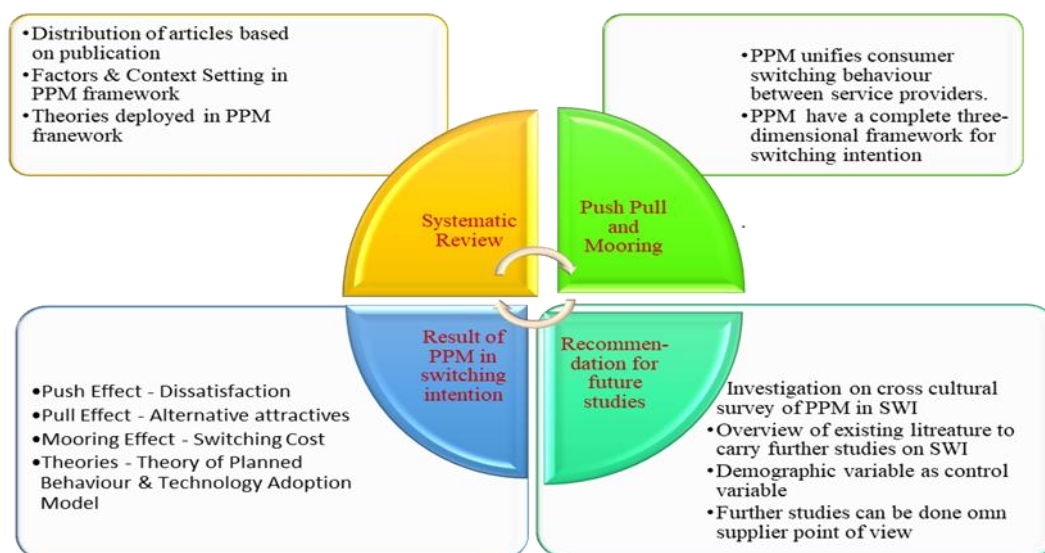 •Distribution of articles based
on publication
•Factors & Context Setting in
PPM framework
•Theories deployed in PPM
franework
•PPM unifies consumer
switching behaviour
between service providers.
•PPM have a complete three-
dimensional framework for
switching intention
Systematic
Review
Push Pull
and
Mooring
.
Result of
PPM in
switching
intention
Recommen-
dation for
future
studies
•Push Effect - Dissatisfaction
•Pull Effect - Alternative attractives
•Mooring Effect - Switching Cost
•Theories - Theory of Planned
Behaviour & Technology Adoption
Model
Investigation on cross cultural
survey of PPM in SWI
•Overview of existing litreature to
carry further studies on SWI
•Demographic variable as control
variable
•Further studies can be done omn
supplier point of view